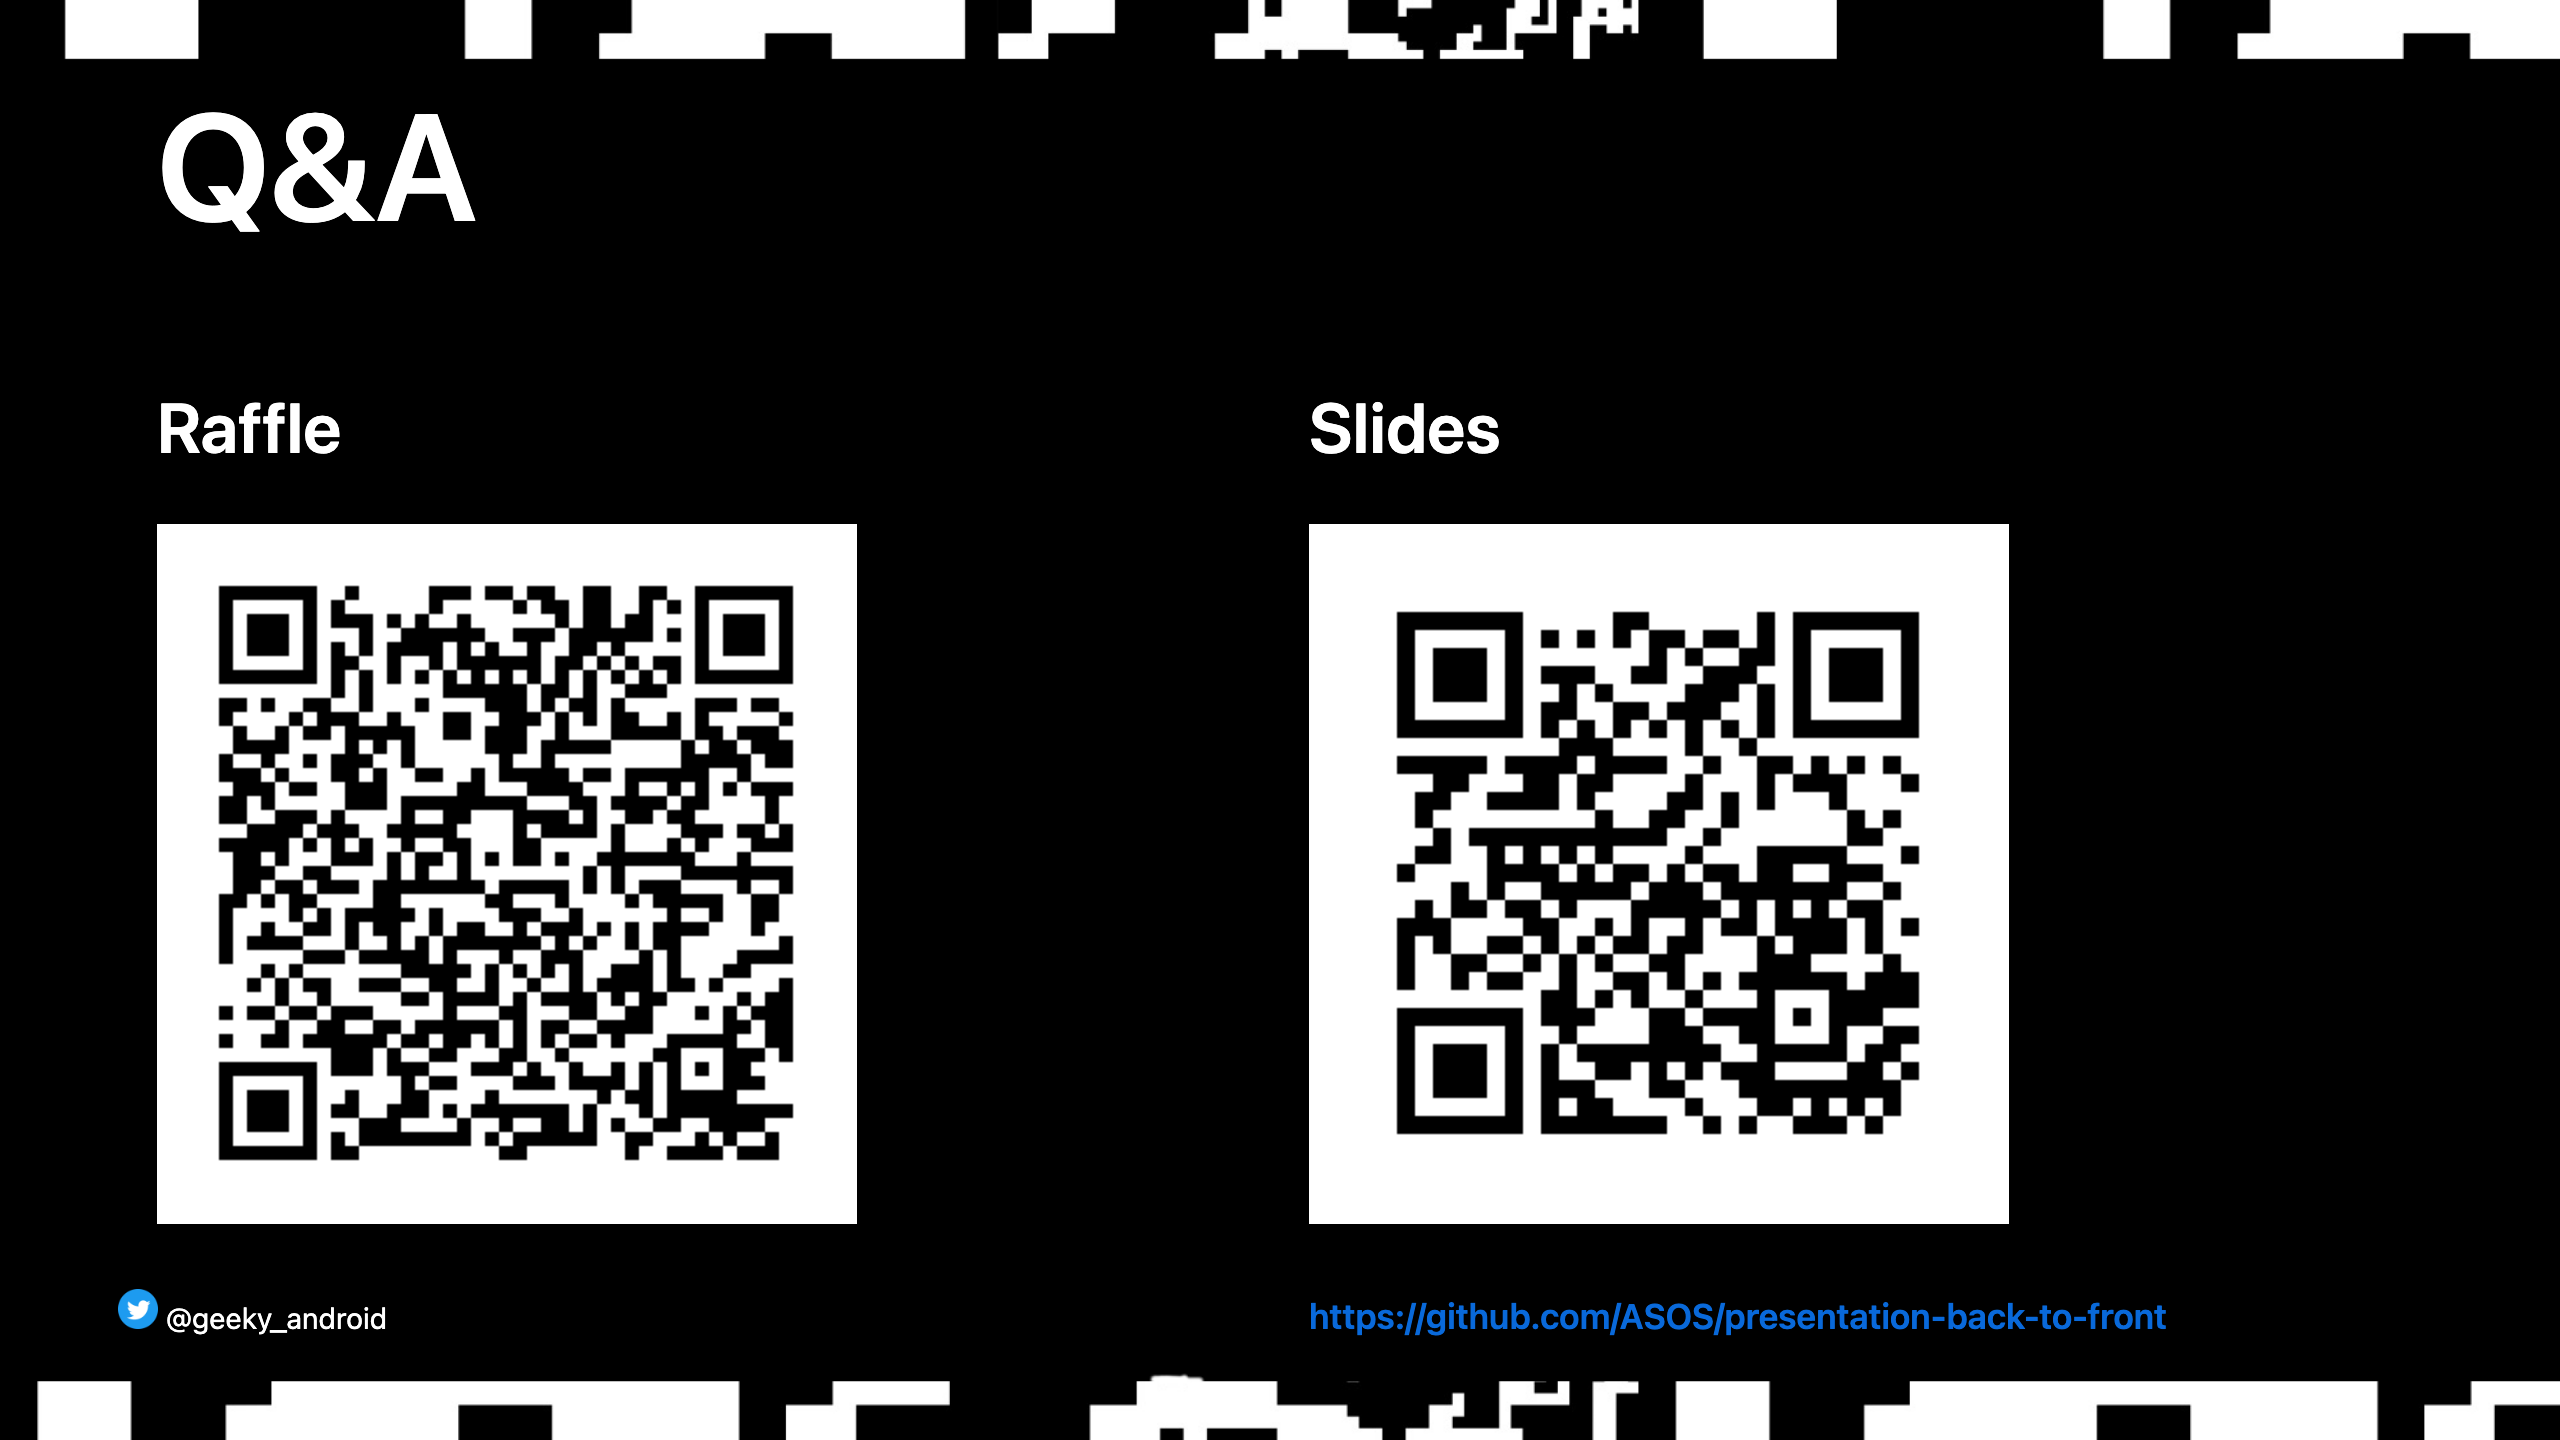 Q&A
Raffle
Slides
@geeky_android
https://github.com/ASOS/presentation-back-to-front